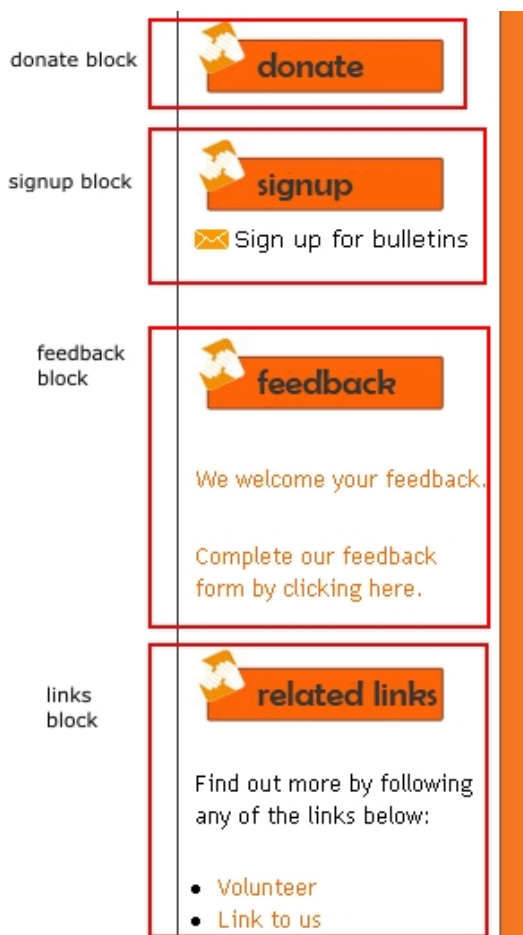 donate block
donate
signup block
signup
Sign up for bulletins
feedback
block
feedback
We welcome your feedback.
Complete our feedback
form by clicking here.
links
block
related links
Find out more by following
any of the links below:
Volunteer
Link to us